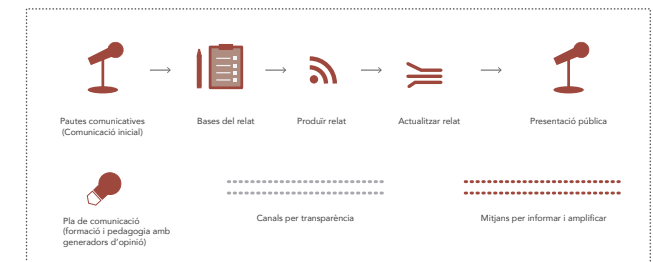 Pautes comunicatives
(Comunicació inicial)
Bases del relat
Produïr relat
Actualitzar relat
Presentació pública
Pla de comunicació
(formació i pedagogia amb
generadors d'opinió)
Canals per transparència
Mitjans per informar i amplificar